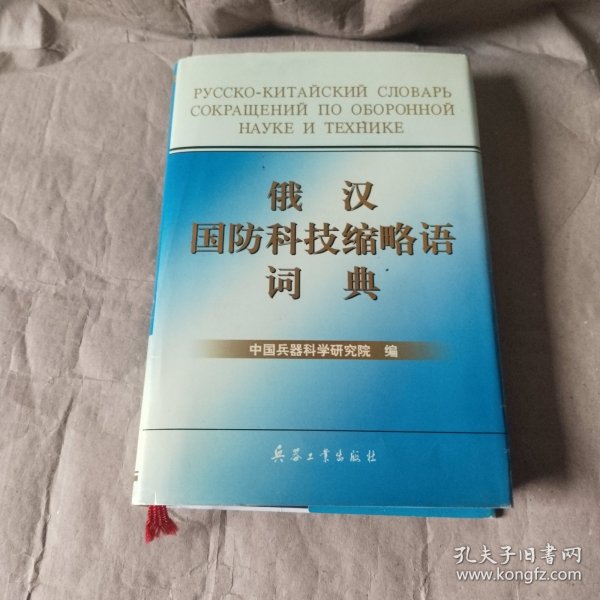 РУССКО-КИТАЙСКИЙ СЛОВАРЬ
СОКРАЩЕНИЙ ПО ОБОРОННОЙ
НАУКЕ И ТЕХНИКЕ
俄 汉
国防科技缩略语
词 典
中国兵器科学研究院 编
兵器工业出版社
孔夫子旧书网
www.kongfz.com